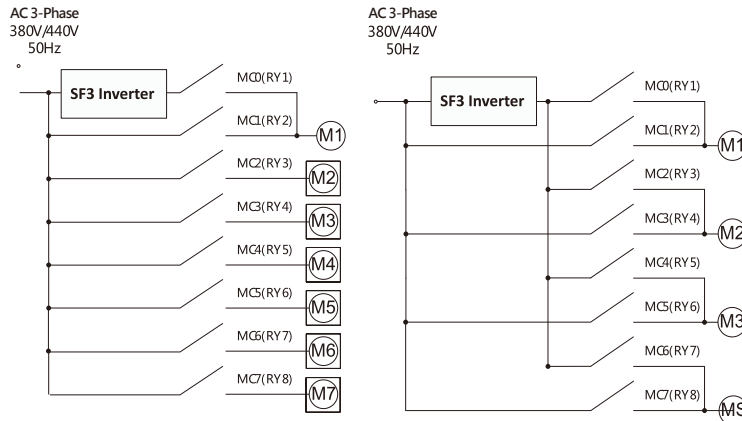 AC 3-Phase
380V/440V
50Hz
SF3 Inverter
MC0(RY1)
MC1(RY2)
M1
MC2(RY3)
M2
MC3(RY4)
M3
MC4(RY5)
M4
MC5(RY6)
M5
MC6(RY7)
M6
MC7(RY8)
M7
AC 3-Phase
380V/440V
50Hz
SF3 Inverter
MC0(RY1)
MC1(RY2)
M1
MC2(RY3)
MC3(RY4)
M2
MC4(RY5)
MC5(RY6)
M3
MC6(RY7)
MC7(RY8)